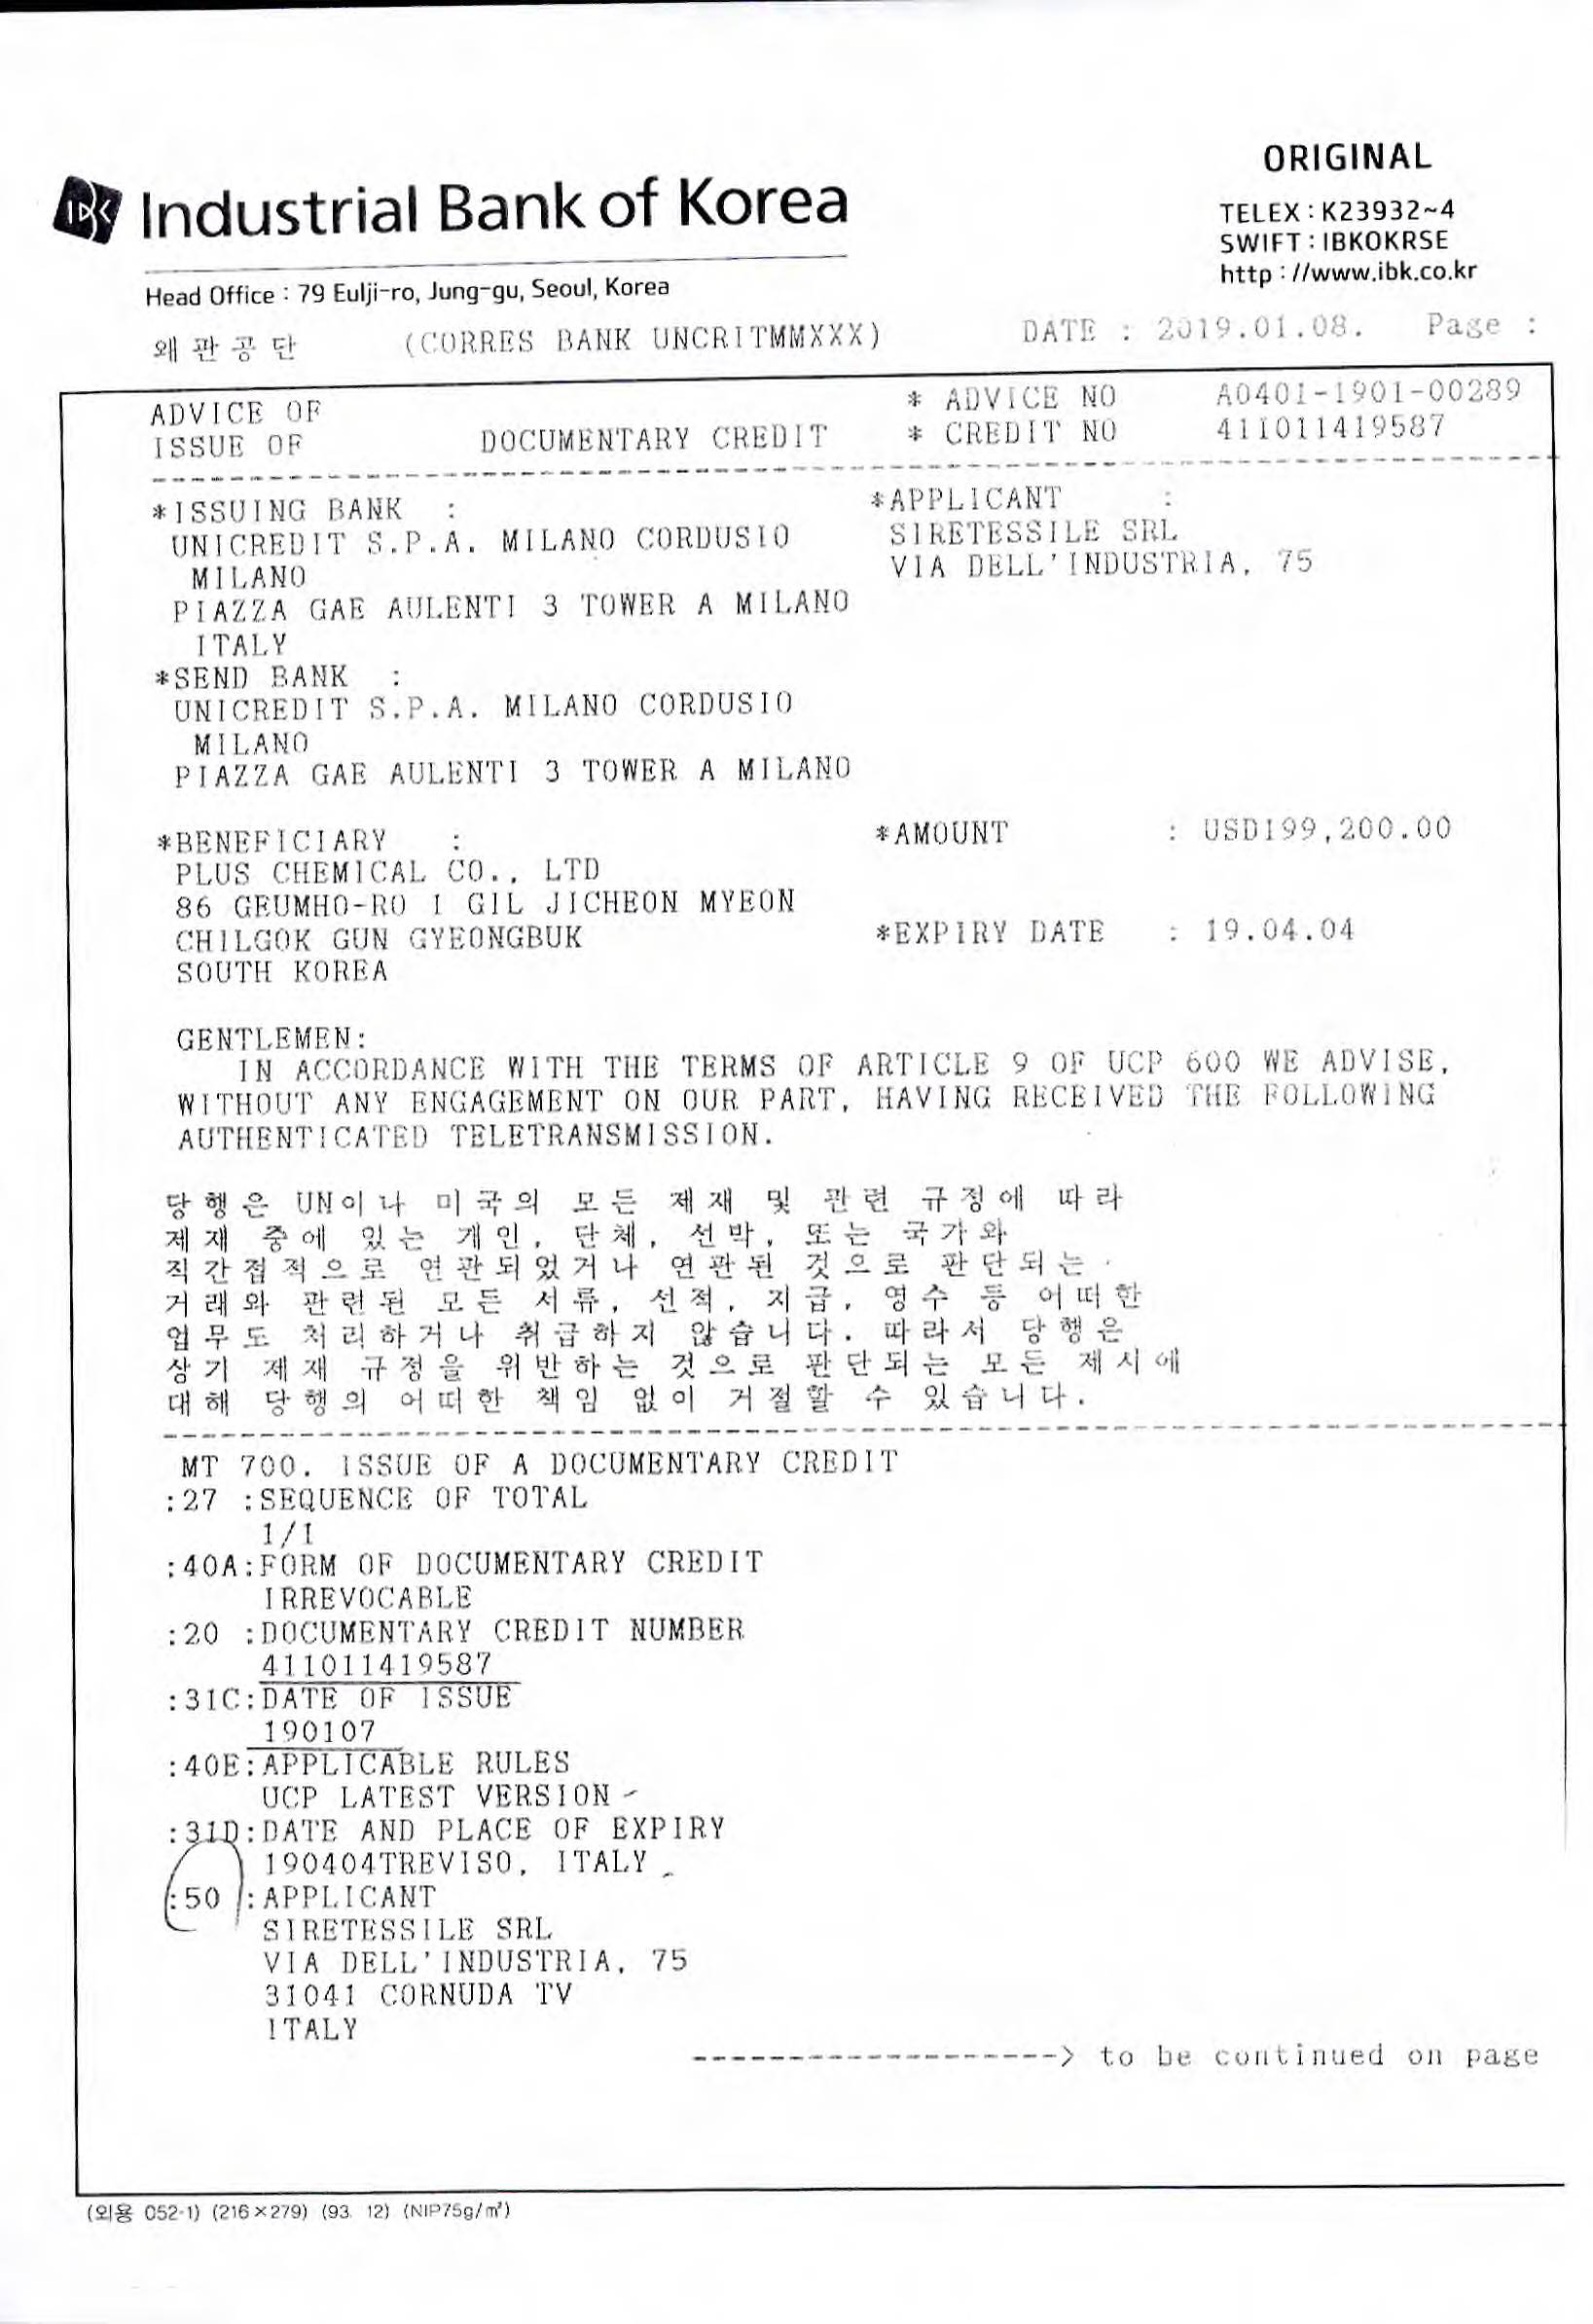 ORIGINAL
IBK Industrial Bank of Korea
TELEX : K23932~4
SWIFT : IBKOKRSE
http : //www.ibk.co.kr
Head Office : 79 Eulji-ro, Jung-gu, Seoul, Korea
왜관공단 (CORRES BANK UNCRITMMXXX) DATE : 2019.01.08. Page :
ADVICE OF * ADVICE NO A0401-1901-00289
ISSUE OF DOCUMENTARY CREDIT * CREDIT NO 411011419587
*ISSUING BANK : *APPLICANT :
UNICREDIT S.P.A. MILANO CORDUSIO SIRETESSILE SRL
MILANO VIA DELL'INDUSTRIA, 75
PIAZZA GAE AULENTI 3 TOWER A MILANO
ITALY
*SEND BANK :
UNICREDIT S.P.A. MILANO CORDUSIO
MILANO
PIAZZA GAE AULENTI 3 TOWER A MILANO
*BENEFICIARY : *AMOUNT : USD199,200.00
PLUS CHEMICAL CO., LTD
86 GEUMHO-RO 1 GIL JICHEON MYEON
CHILGOK GUN GYEONGBUK *EXPIRY DATE : 19.04.04
SOUTH KOREA
GENTLEMEN:
IN ACCORDANCE WITH THE TERMS OF ARTICLE 9 OF UCP 600 WE ADVISE,
WITHOUT ANY ENGAGEMENT ON OUR PART, HAVING RECEIVED THE FOLLOWING
AUTHENTICATED TELETRANSMISSION.
당행은 UN이나 미국의 모든 제재 및 관련 규정에 따라
제재 중에 있는 개인, 단체, 선박, 또는 국가와
직간접적으로 연관되었거나 연관된 것으로 판단되는
거래와 관련된 모든 서류, 선적, 지급, 영수 등 어떠한
업무도 처리하거나 취급하지 않습니다. 따라서 당행은
상기 제재 규정을 위반하는 것으로 판단되는 모든 제시에
대해 당행의 어떠한 책임 없이 거절할 수 있습니다.
MT 700. ISSUE OF A DOCUMENTARY CREDIT
:27 :SEQUENCE OF TOTAL
1/1
:40A:FORM OF DOCUMENTARY CREDIT
IRREVOCABLE
:20 :DOCUMENTARY CREDIT NUMBER
411011419587
:31C:DATE OF ISSUE
190107
:40E:APPLICABLE RULES
UCP LATEST VERSION
:31D:DATE AND PLACE OF EXPIRY
190404TREVISO, ITALY
:50 :APPLICANT
SIRETESSILE SRL
VIA DELL'INDUSTRIA, 75
31041 CORNUDA TV
ITALY
-------------------> to be continued on page
(외용 052-1) (216×279) (93. 12) (NIP75g/㎡)